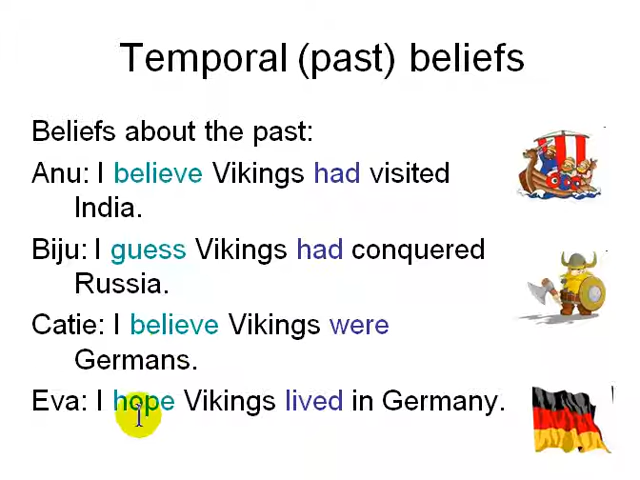 Temporal (past) beliefs
Beliefs about the past:
Anu: I believe Vikings had visited
India.
Biju: I guess Vikings had conquered
Russia.
Catie: I believe Vikings were
Germans.
Eva: I hope Vikings lived in Germany.